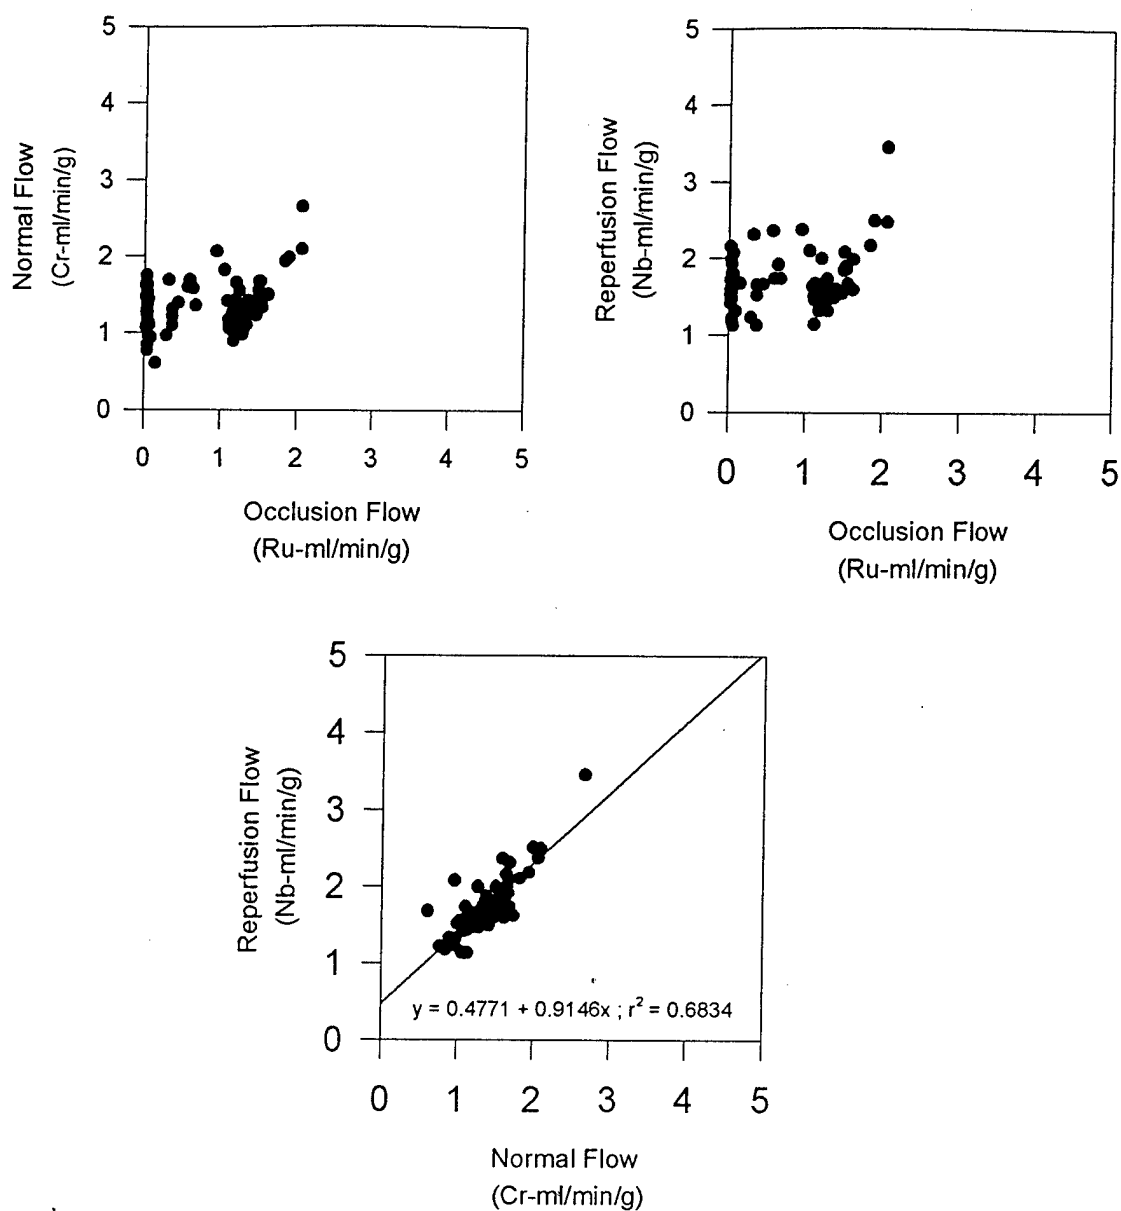 5
4
3
2
1
0
Normal Flow
(Cr-ml/min/g)
0 1 2 3 4 5
Occlusion Flow
(Ru-ml/min/g)
5
4
3
2
1
0
Reperfusion Flow
(Nb-ml/min/g)
0 1 2 3 4 5
Occlusion Flow
(Ru-ml/min/g)
5
4
3
2
1
0
Reperfusion Flow
(Nb-ml/min/g)
y = 0.4771 + 0.9146x ; r² = 0.6834
0 1 2 3 4 5
Normal Flow
(Cr-ml/min/g)